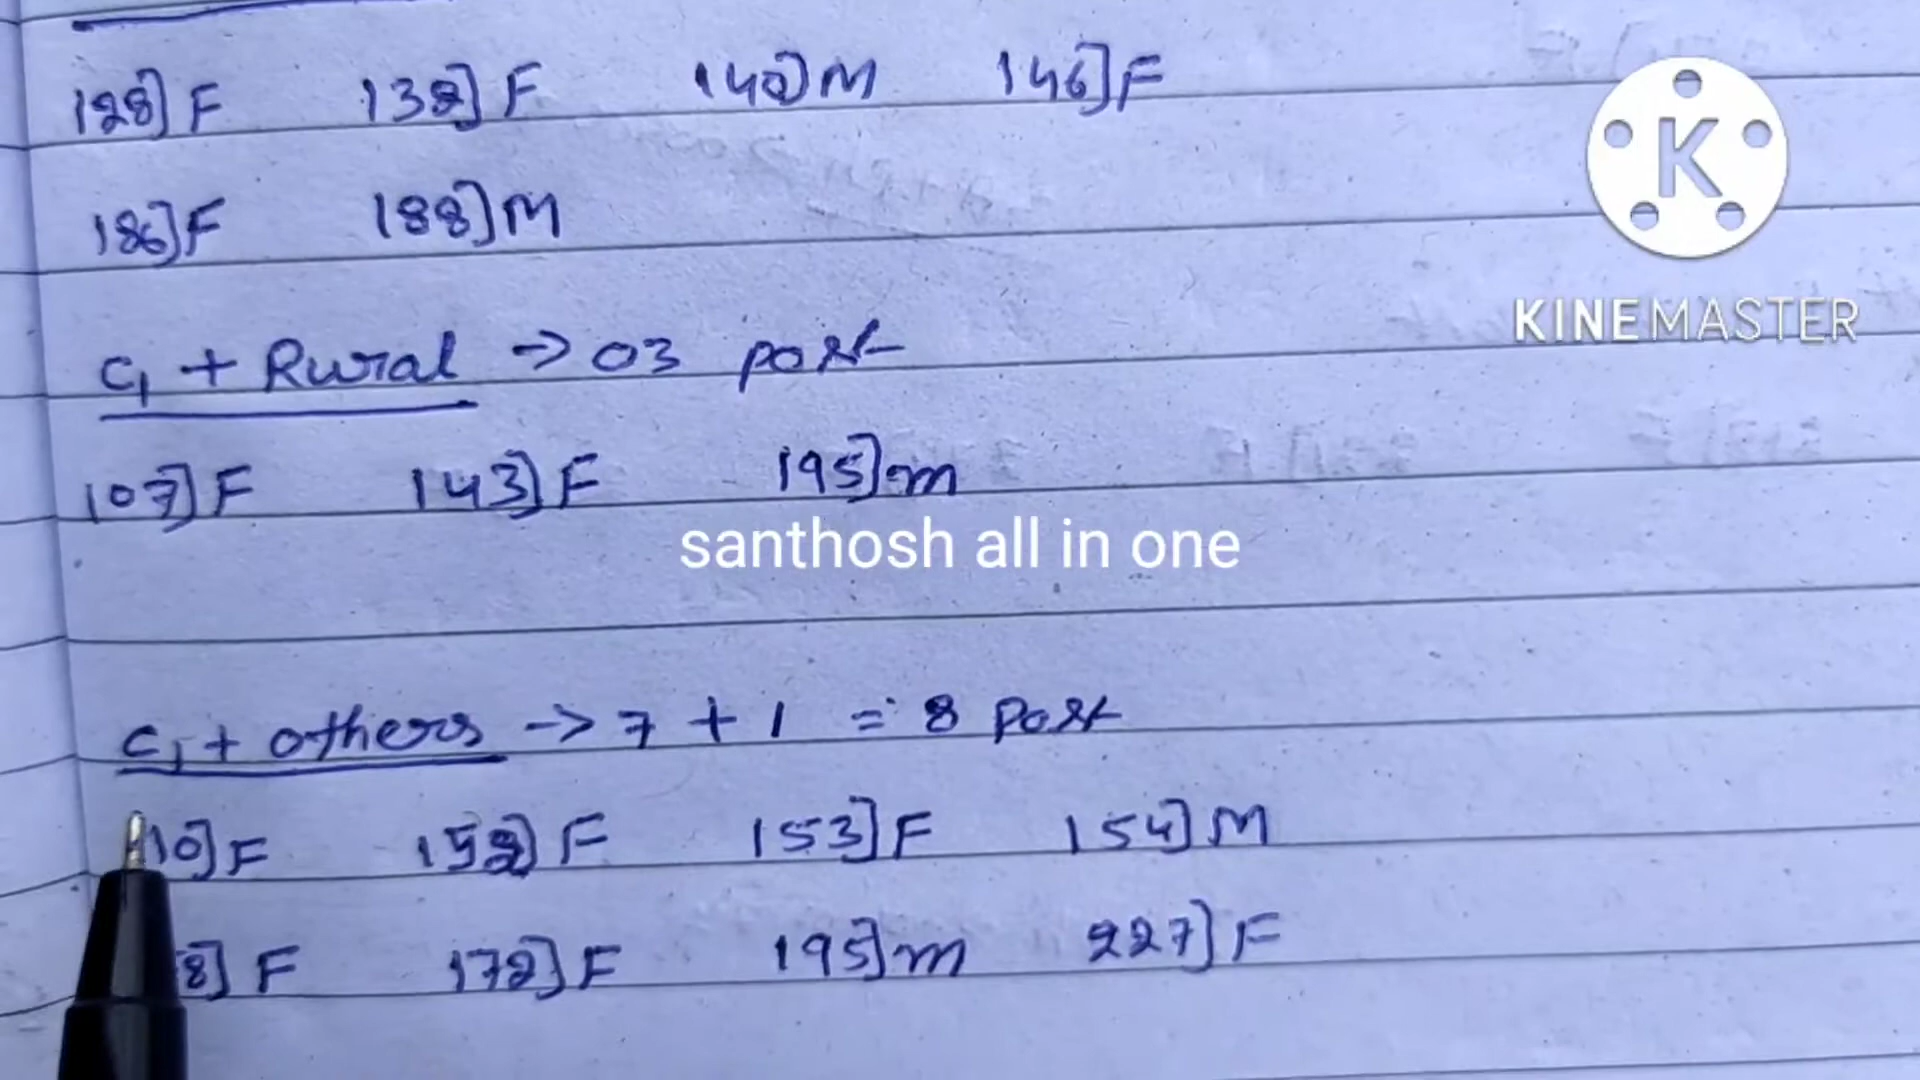 128] F 132] F 140] M 146] F
186] F 188] M
K
KINEMASTER
C1 + Rural -> 03 post
107] F 143] F 195] m
santhosh all in one
C1 + others -> 7 + 1 = 8 post
110] F 152] F 153] F 154] M
8] F 172] F 195] m 227] F